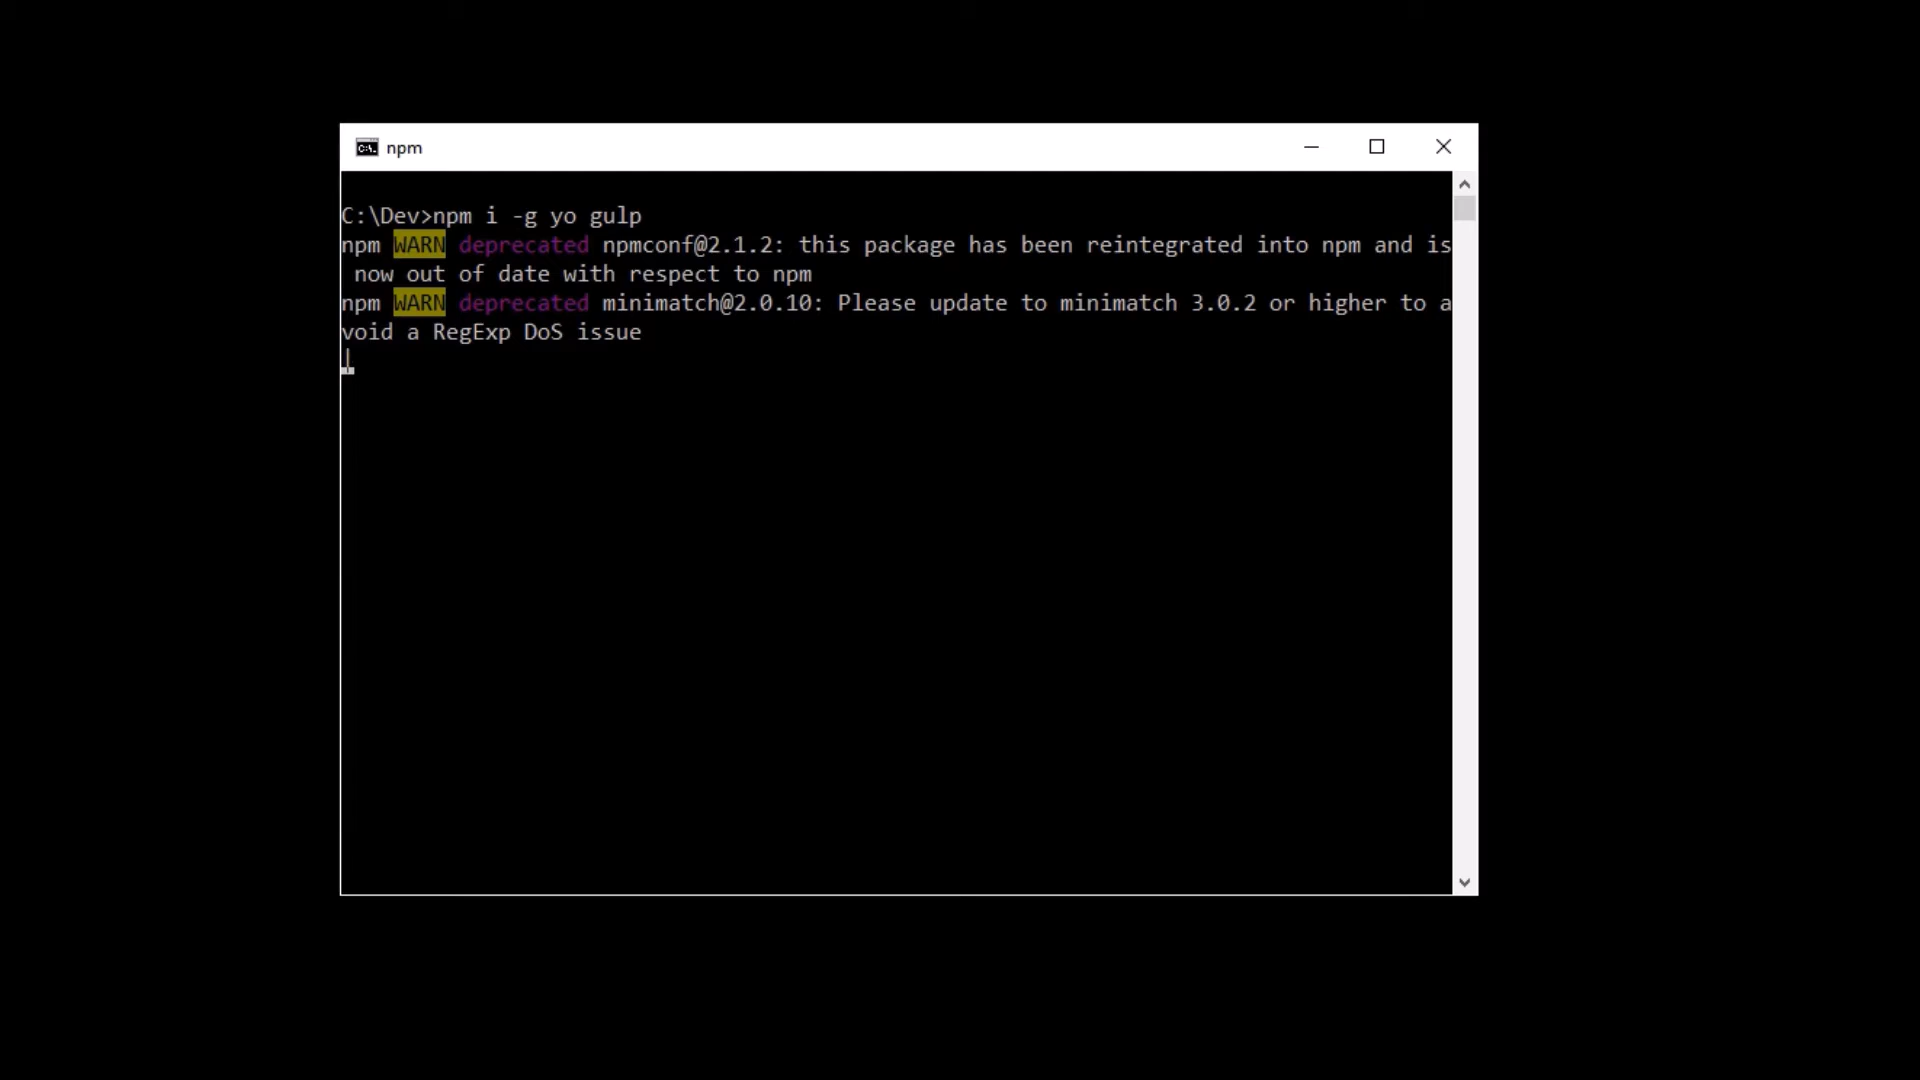 npm
C:\Dev>npm i -g yo gulp
npm WARN deprecated npmconf@2.1.2: this package has been reintegrated into npm and is
 now out of date with respect to npm
npm WARN deprecated minimatch@2.0.10: Please update to minimatch 3.0.2 or higher to a
void a RegExp DoS issue